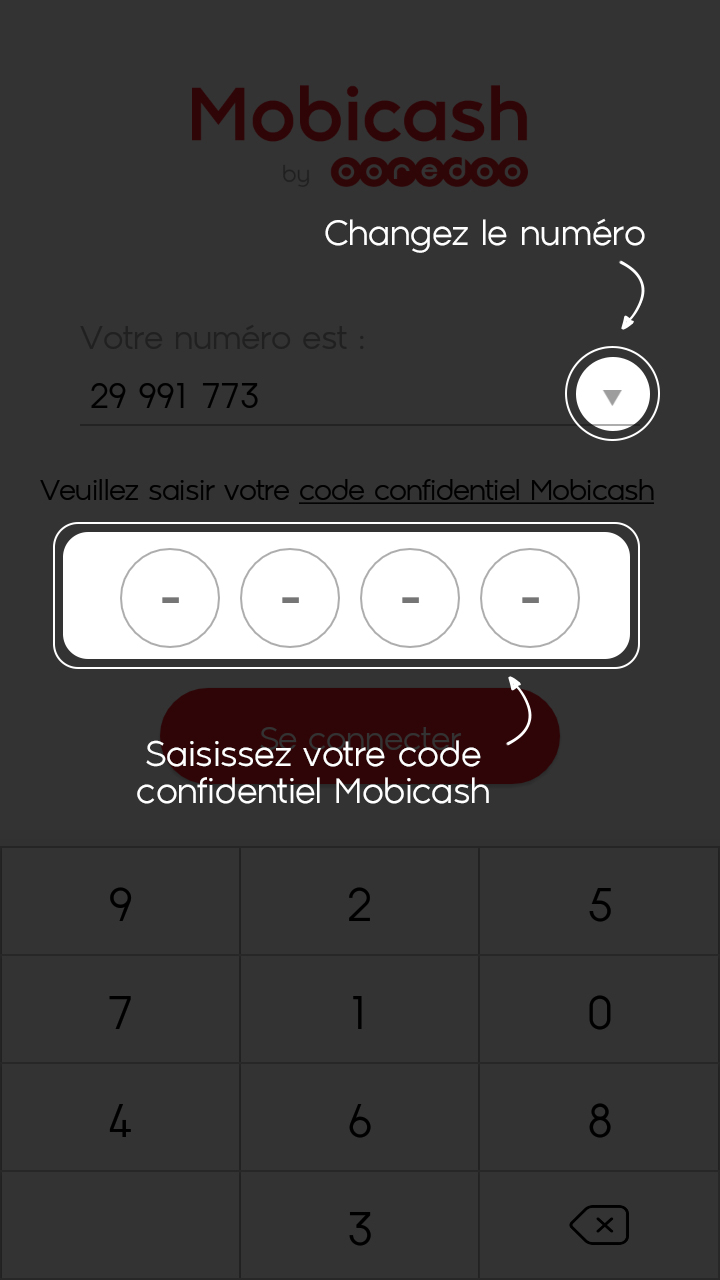 Mobicash
by ooredoo
Changez le numéro
Votre numéro est :
29 991 773
Veuillez saisir votre code confidentiel Mobicash
- - - -
Se connecter
Saisissez votre code
confidentiel Mobicash
9 2 5
7 1 0
4 6 8
3